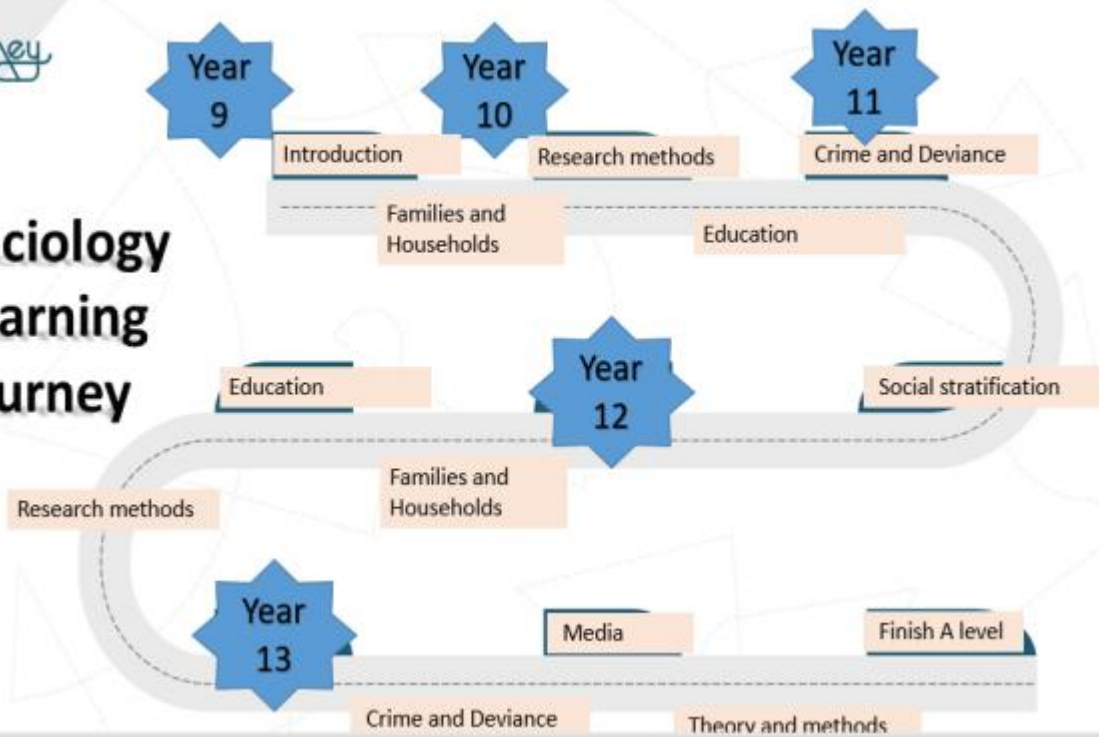 ey
Year
9
Year
10
Year
11
Introduction
Research methods
Crime and Deviance
Families and
Households
Education
ciology
arning
urney
Education
Year
12
Social stratification
Families and
Households
Research methods
Year
13
Media
Finish A level
Crime and Deviance
Theory and methods